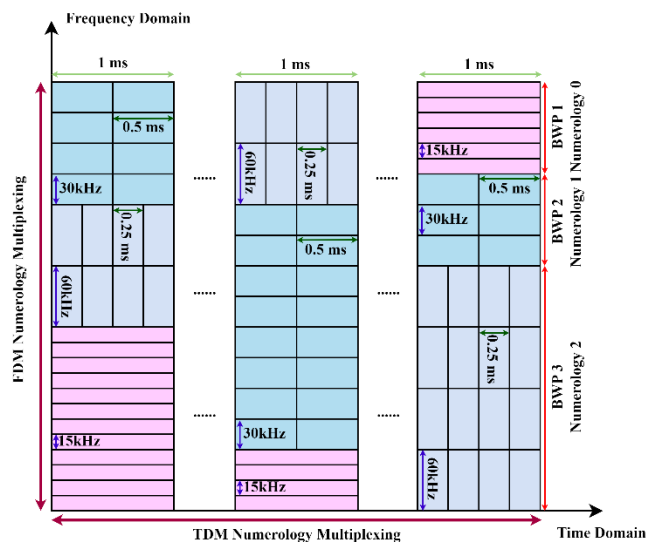 Frequency Domain
1 ms
1 ms
1 ms
0.5 ms
30kHz
0.25 ms
60kHz
15kHz
......
......
......
60kHz
0.25 ms
0.5 ms
30kHz
15kHz
......
......
......
15kHz
0.5 ms
30kHz
0.25 ms
60kHz
BWP 1
Numerology 0
BWP 2
Numerology 1
BWP 3
Numerology 2
FDM Numerology Multiplexing
TDM Numerology Multiplexing
Time Domain